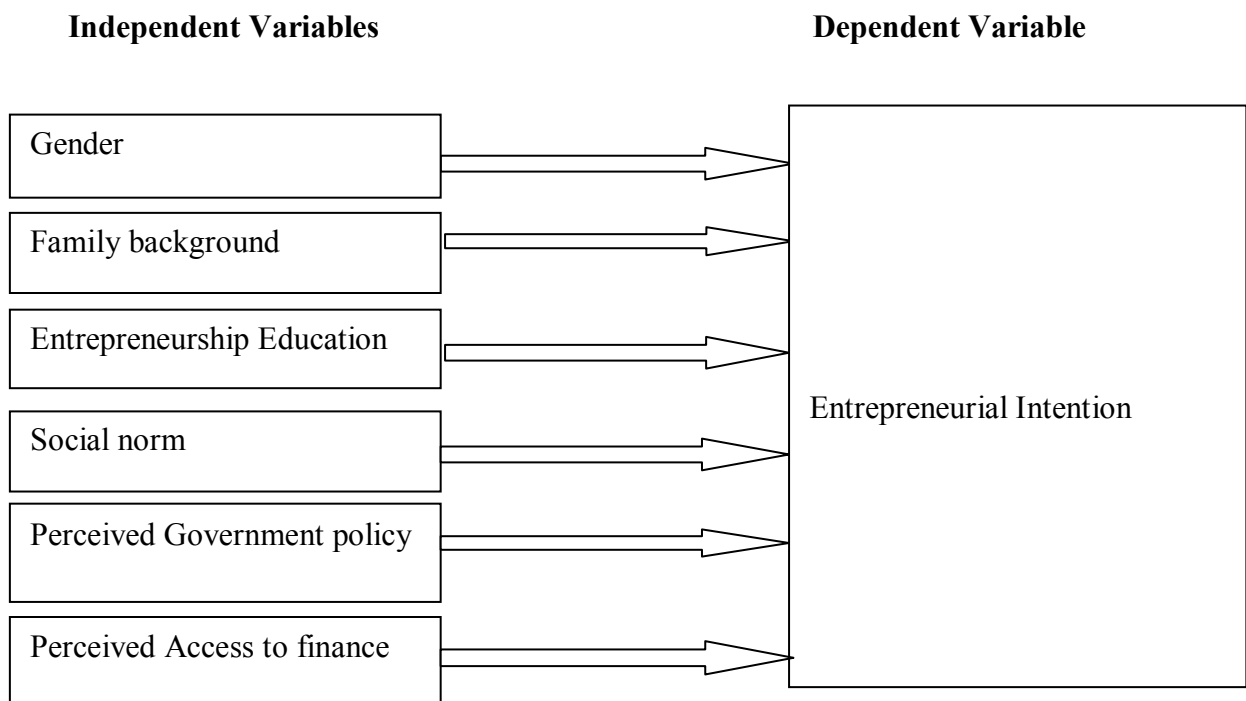 Independent Variables
Dependent Variable
Gender
Family background
Entrepreneurship Education
Social norm
Perceived Government policy
Perceived Access to finance
Entrepreneurial Intention